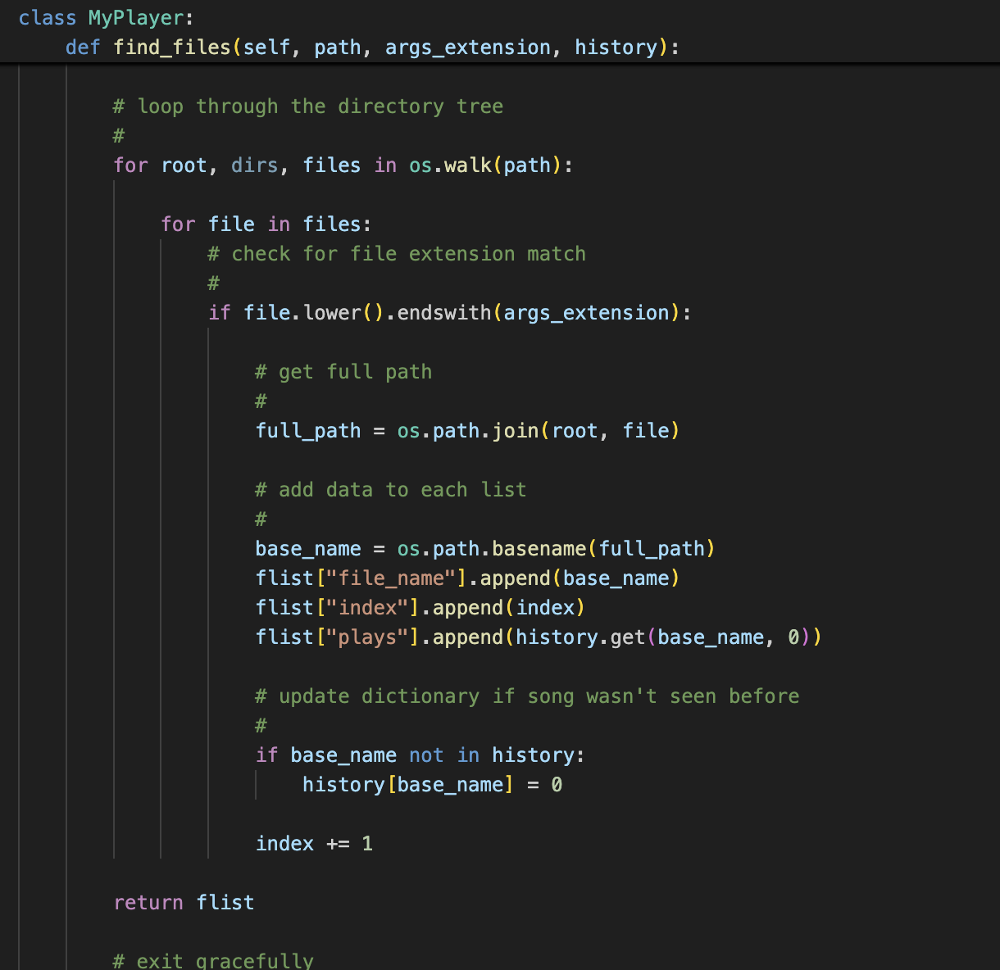 class MyPlayer:
    def find_files(self, path, args_extension, history):
        # loop through the directory tree
        #
        for root, dirs, files in os.walk(path):
            for file in files:
                # check for file extension match
                #
                if file.lower().endswith(args_extension):
                    # get full path
                    #
                    full_path = os.path.join(root, file)
                    # add data to each list
                    #
                    base_name = os.path.basename(full_path)
                    flist["file_name"].append(base_name)
                    flist["index"].append(index)
                    flist["plays"].append(history.get(base_name, 0))
                    # update dictionary if song wasn't seen before
                    #
                    if base_name not in history:
                        history[base_name] = 0
                    index += 1
        return flist
        # exit gracefully